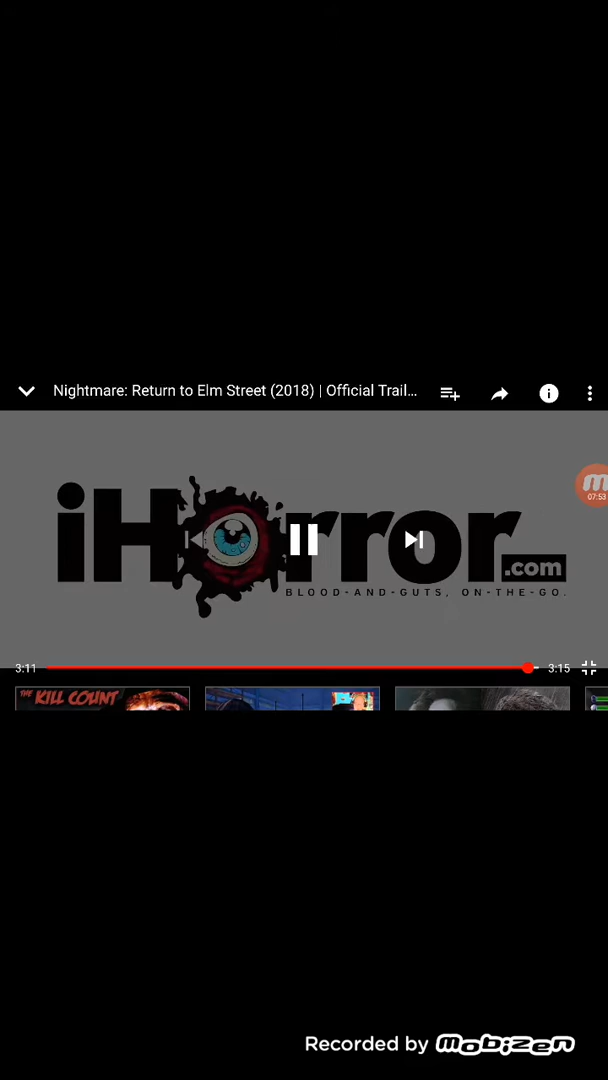 Nightmare: Return to Elm Street (2018) | Official Trail...
iHorror
.com
BLOOD-AND-GUTS, ON-THE-GO.
07:53
3:11
3:15
THE KILL COUNT
Recorded by mobizen